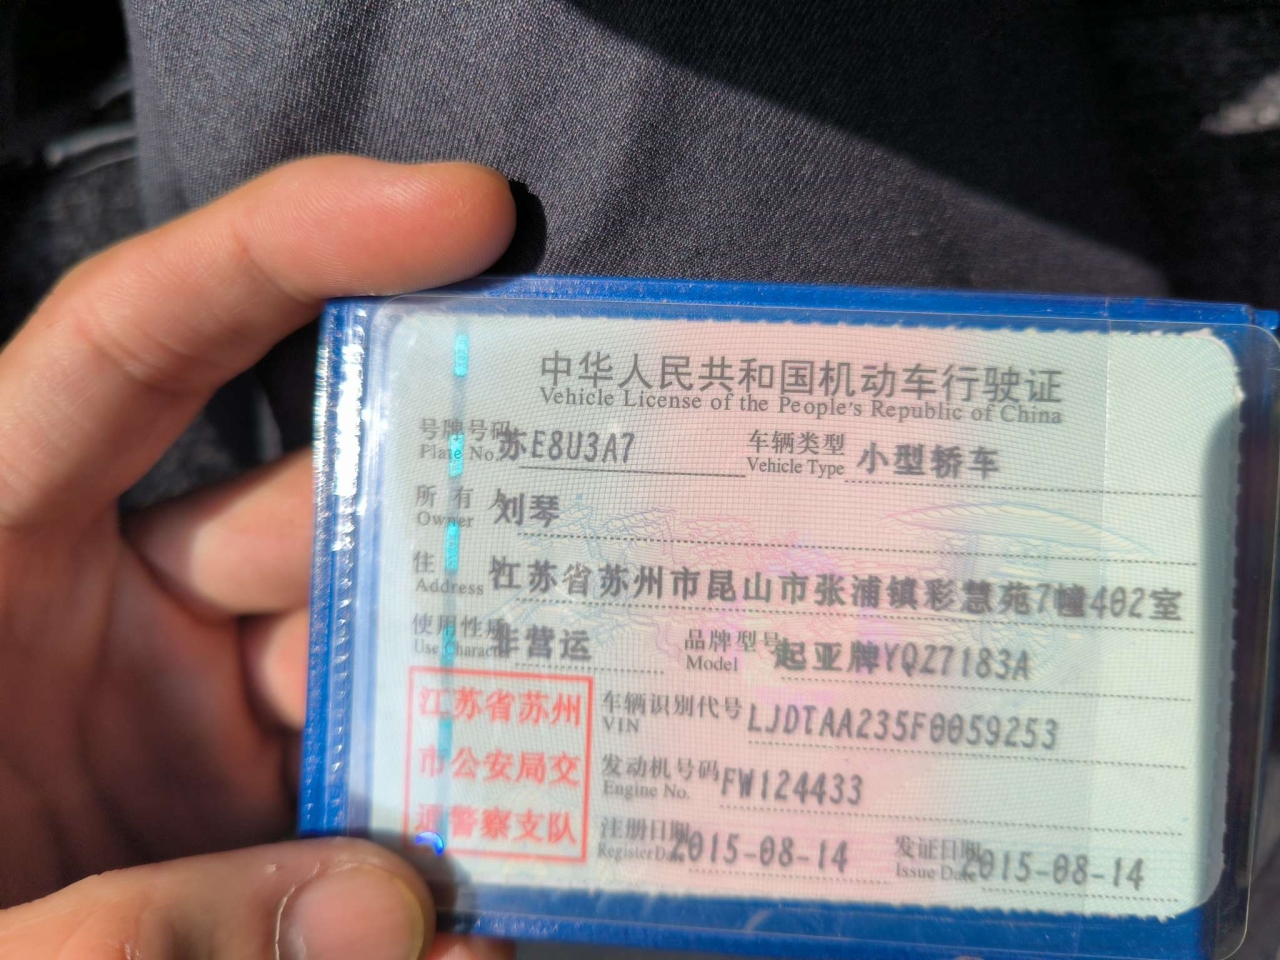 中华人民共和国机动车行驶证
Vehicle License of the People's Republic of China
号牌号码 苏E8U3A7 车辆类型 小型轿车
Plate No. Vehicle Type
所有人 刘琴
Owner
住 江苏省苏州市昆山市张浦镇彩慧苑7幢402室
Address
使用性质 非营运 品牌型号 起亚牌YQZ7183A
Use Character Model
江苏省苏州
市公安局交
通警察支队
车辆识别代号 LJDTAA235F0059253
VIN
发动机号码 FW124433
Engine No.
注册日期 2015-08-14 发证日期 2015-08-14
Register Date Issue Date